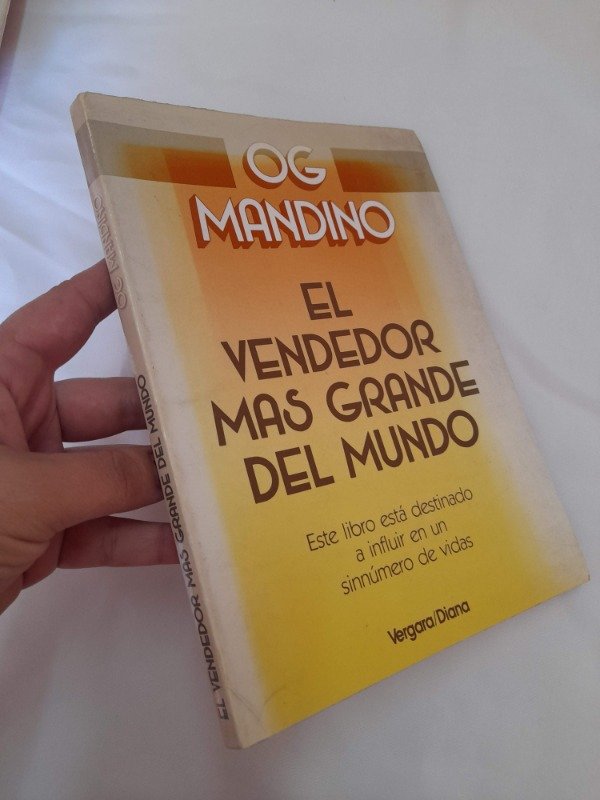 OG
MANDINO
EL
VENDEDOR
MAS GRANDE
DEL MUNDO
Este libro está destinado
a influir en un
sinnúmero de vidas
Vergara/Diana
OG MANDINO
EL VENDEDOR MAS GRANDE DEL MUNDO